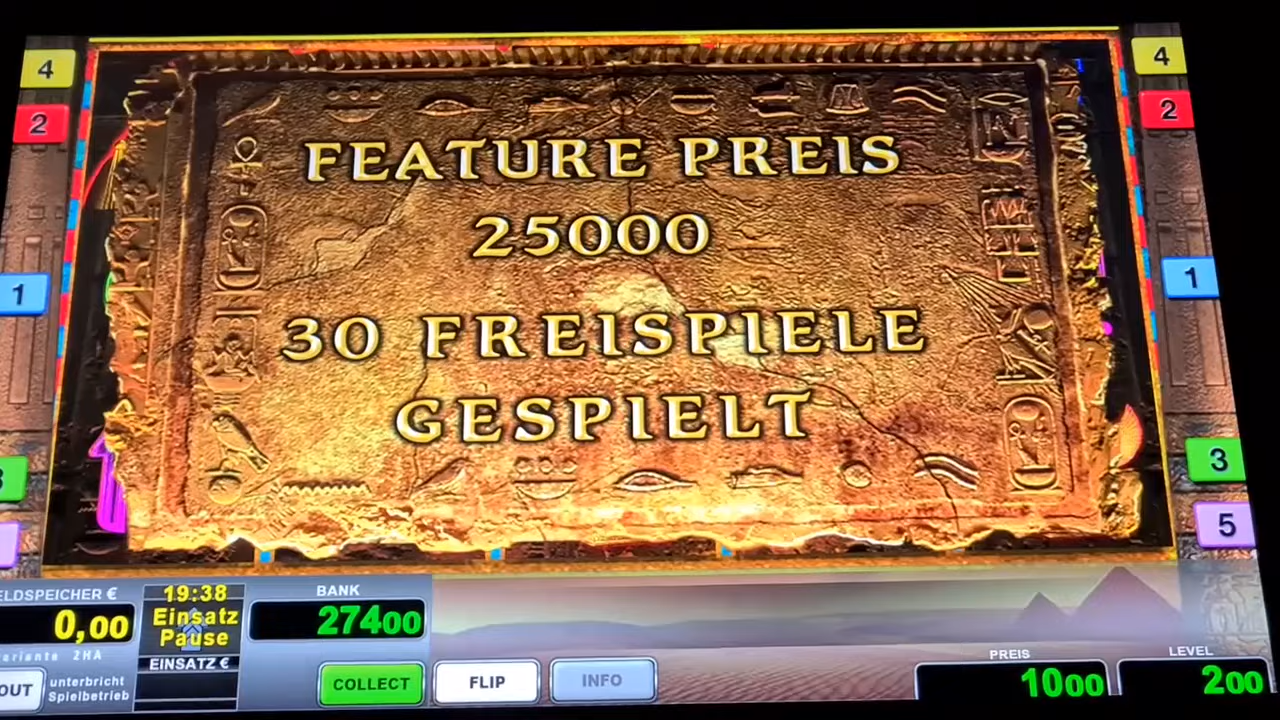 4
4
2
2
FEATURE PREIS
25000
1
1
30 FREISPIELE
GESPIELT
3
5
ELDSPEICHER €
19:38
BANK
0,00
Einsatz
27400
Pause
ariante 2HA
EINSATZ €
PREIS
LEVEL
OUT
unterbricht
Spielbetrieb
COLLECT
FLIP
INFO
1000
200